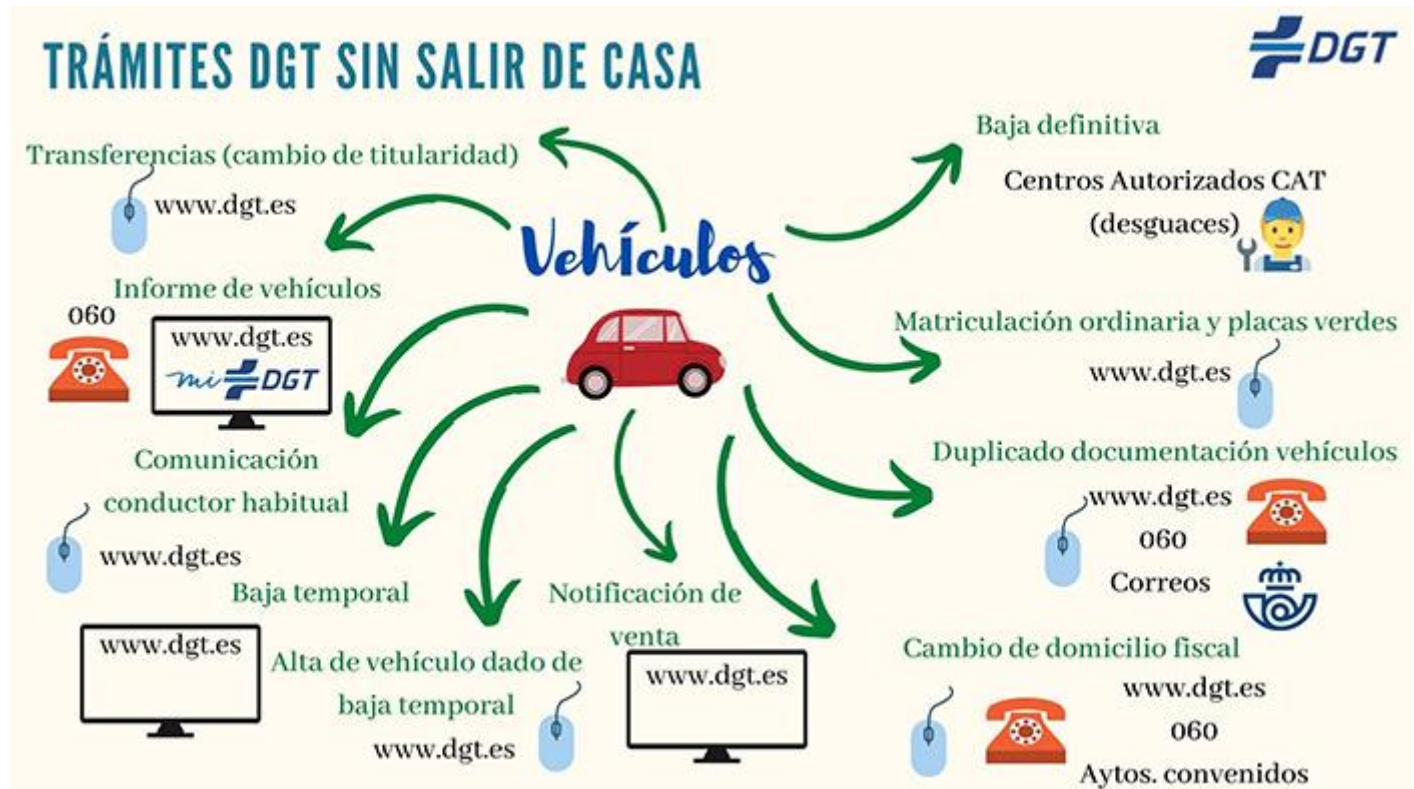 TRÁMITES DGT SIN SALIR DE CASA
DGT
Transferencias (cambio de titularidad)
www.dgt.es
Informe de vehículos
060
www.dgt.es
mi DGT
Comunicación
conductor habitual
www.dgt.es
Baja temporal
www.dgt.es
Alta de vehículo dado de
baja temporal
www.dgt.es
Vehículos
Notificación de
venta
www.dgt.es
Baja definitiva
Centros Autorizados CAT
(desguaces)
Matriculación ordinaria y placas verdes
www.dgt.es
Duplicado documentación vehículos
www.dgt.es
060
Correos
Cambio de domicilio fiscal
www.dgt.es
060
Aytos. convenidos